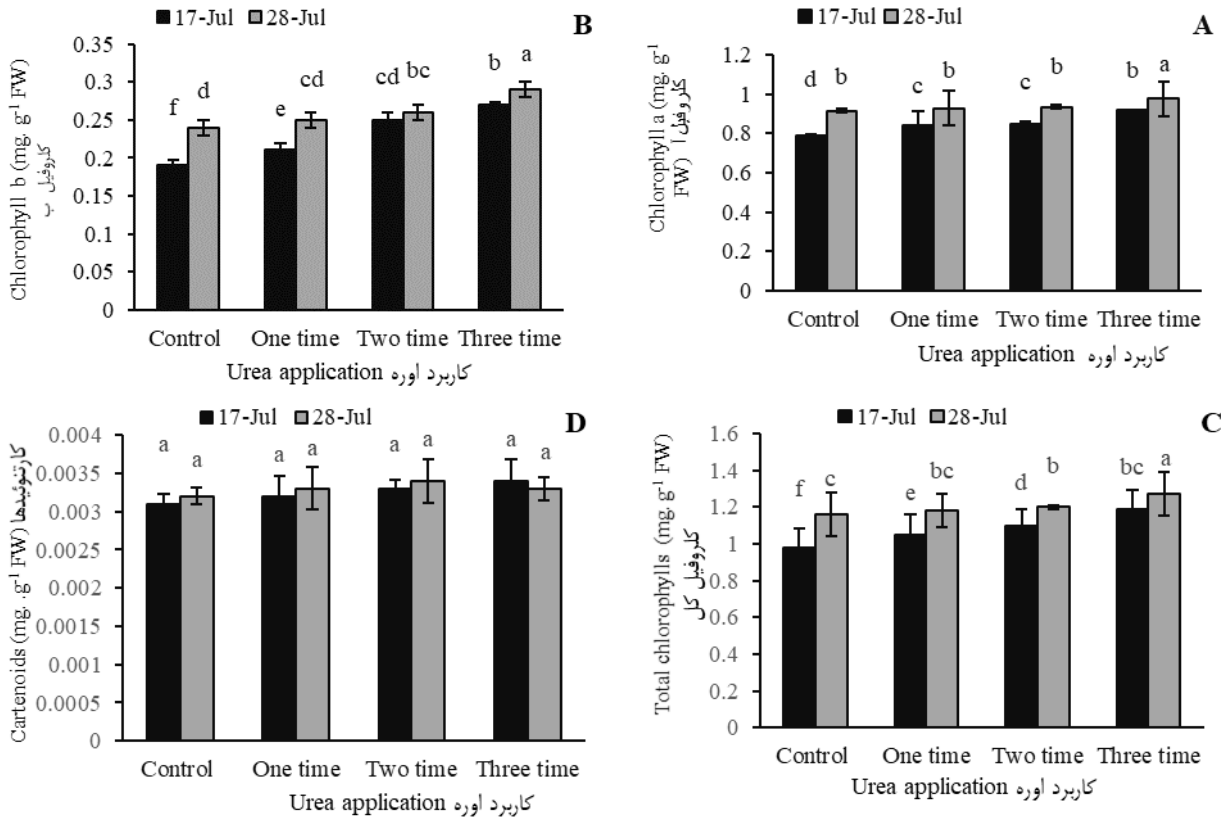 17-Jul 28-Jul
B
Chlorophyll b (mg. g-1 FW)
کلروفیل ب
0.35
0.3
0.25
0.2
0.15
0.1
0.05
0
f d e cd cd bc b a
Control One time Two time Three time
Urea application کاربرد اوره
17-Jul 28-Jul
A
Chlorophyll a (mg. g-1
FW) کلروفیل آ
1.2
1
0.8
0.6
0.4
0.2
0
d b c b c b b a
Control One time Two time Three time
Urea application کاربرد اوره
17-Jul 28-Jul
D
Cartenoids (mg. .g-1 FW) کارتنوئیدها
0.004
0.0035
0.003
0.0025
0.002
0.0015
0.001
0.0005
0
a a a a a a a a
Control One time Two time Three time
Urea application کاربرد اوره
17-Jul 28-Jul
C
Total chlorophylls (mg. g-1 FW)
کلروفیل کل
1.6
1.4
1.2
1
0.8
0.6
0.4
0.2
0
f c e bc d b bc a
Control One time Two time Three time
Urea application کاربرد اوره